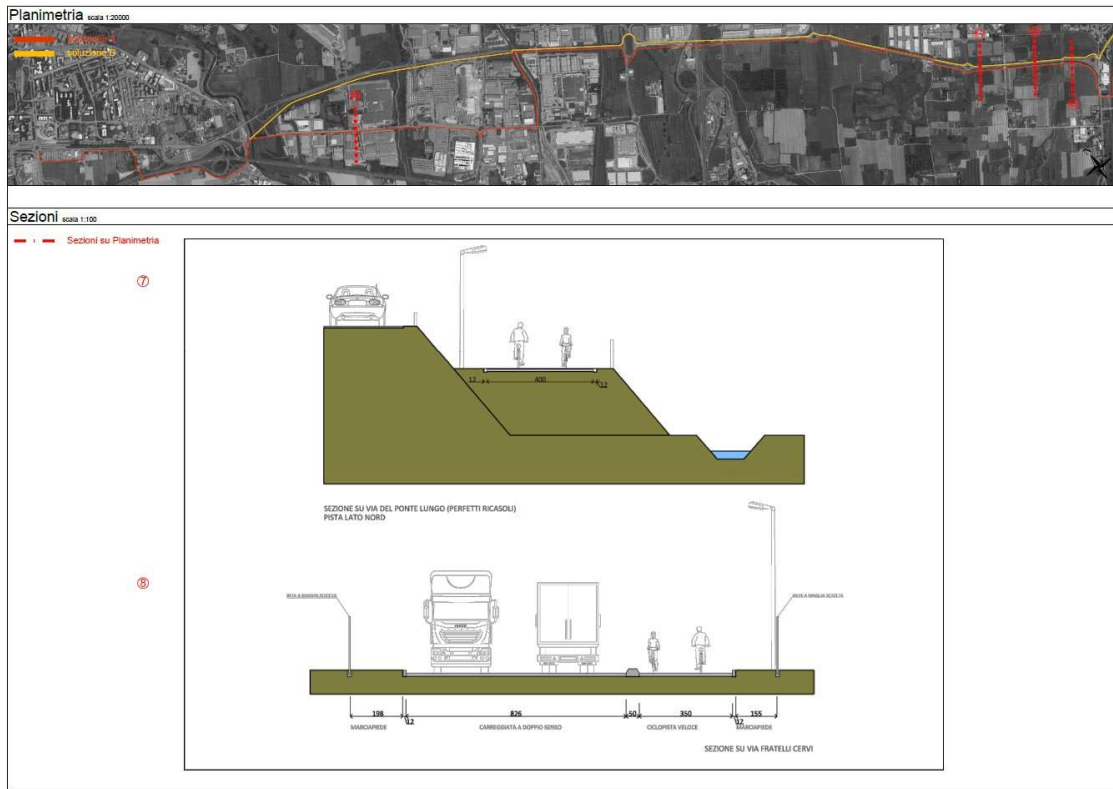 Planimetria scala 1:20000
soluzione B
Sezioni scala 1:100
Sezioni su Planimetria
7
12
400
12
SEZIONE SU VIA DEL PONTE LUNGO (PERFETTI RICASOLI)
PISTA LATO NORD
8
198
12
826
50
350
12
155
MARCIAPIEDE
CARREGGIATA A DOPPIO SENSO
CICLOPISTA VELOCE
MARCIAPIEDE
SEZIONE SU VIA FRATELLI CERVI